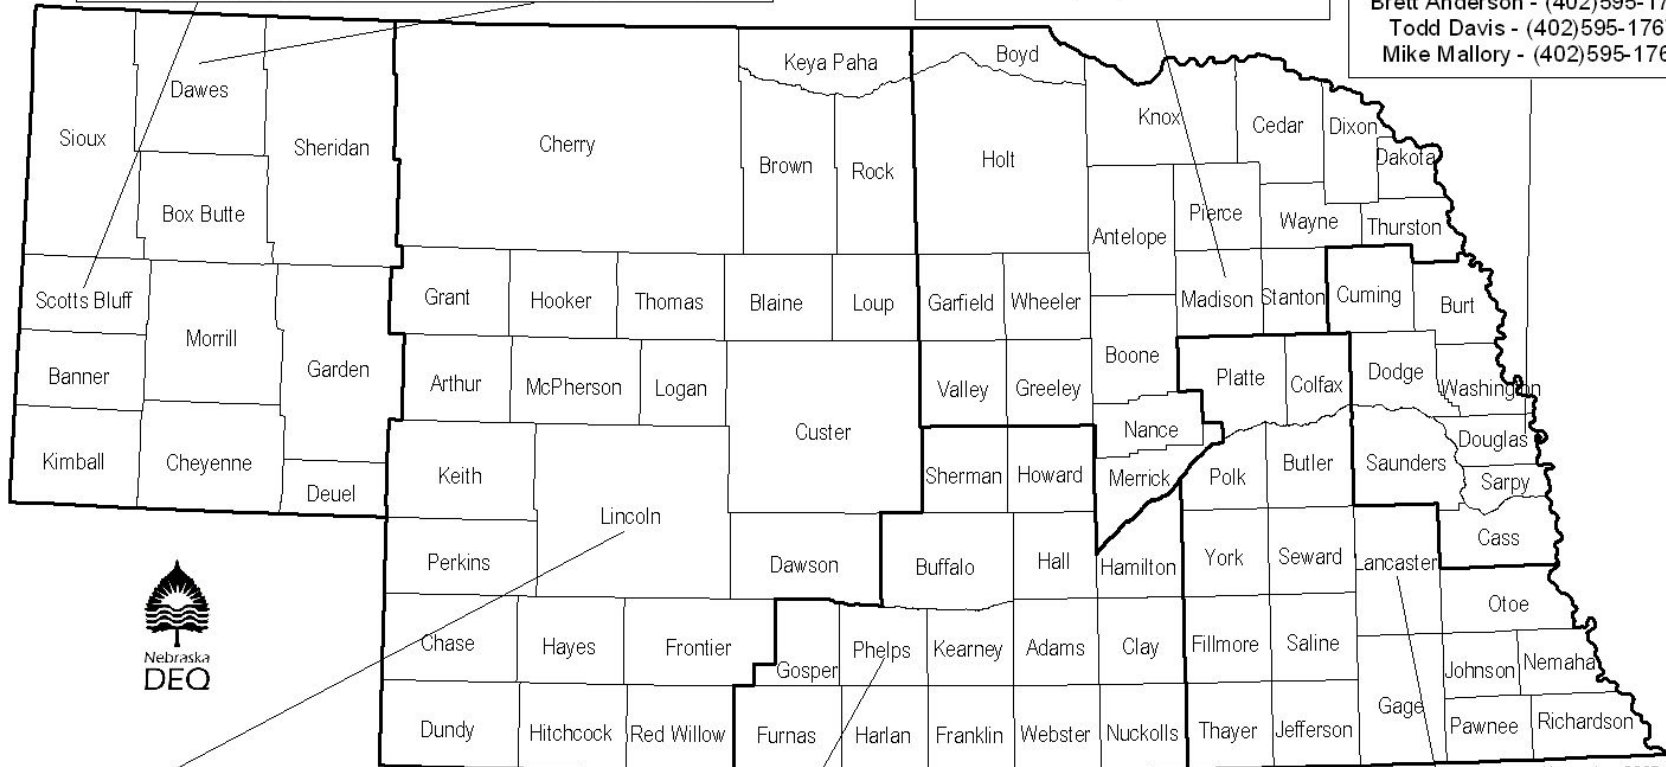 Brett Anderson - (402)595-17
Todd Davis - (402)595-176
Mike Mallory - (402)595-176
Keya Paha
Boyd
Dawes
Knox
Cedar
Dixon
Sioux
Sheridan
Cherry
Brown
Rock
Holt
Dakota
Box Butte
Pierce
Wayne
Thurston
Antelope
Scotts Bluff
Grant
Hooker
Thomas
Blaine
Loup
Garfield
Wheeler
Madison
Stanton
Cuming
Burt
Morrill
Banner
Garden
Arthur
McPherson
Logan
Valley
Greeley
Boone
Platte
Colfax
Dodge
Washington
Custer
Nance
Douglas
Kimball
Cheyenne
Keith
Sherman
Howard
Merrick
Polk
Butler
Saunders
Sarpy
Deuel
Lincoln
Cass
Perkins
Dawson
Buffalo
Hall
Hamilton
York
Seward
Lancaster
Otoe
Chase
Hayes
Frontier
Gosper
Phelps
Kearney
Adams
Clay
Fillmore
Saline
Johnson
Nemaha
Nebraska
DEQ
Dundy
Hitchcock
Red Willow
Furnas
Harlan
Franklin
Webster
Nuckolls
Thayer
Jefferson
Gage
Pawnee
Richardson